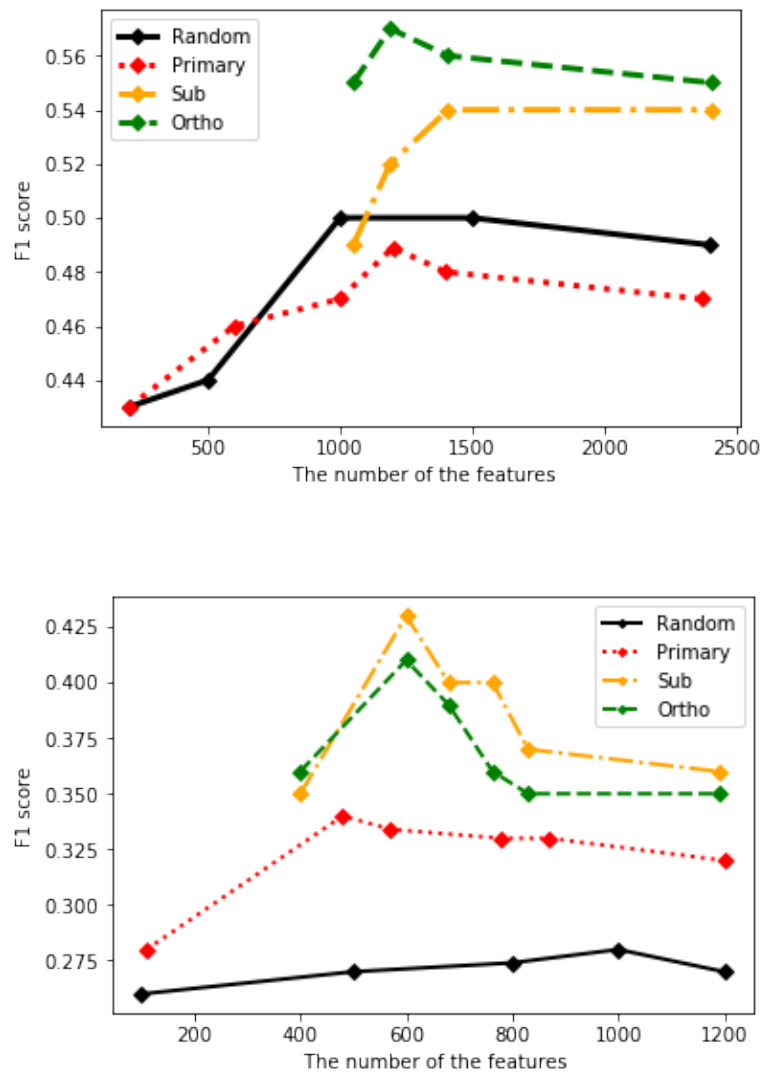 Random
Primary
Sub
Ortho
0.56
0.54
0.52
0.50
0.48
0.46
0.44
F1 score
500
1000
1500
2000
2500
The number of the features
Random
Primary
Sub
Ortho
0.425
0.400
0.375
0.350
0.325
0.300
0.275
F1 score
200
400
600
800
1000
1200
The number of the features